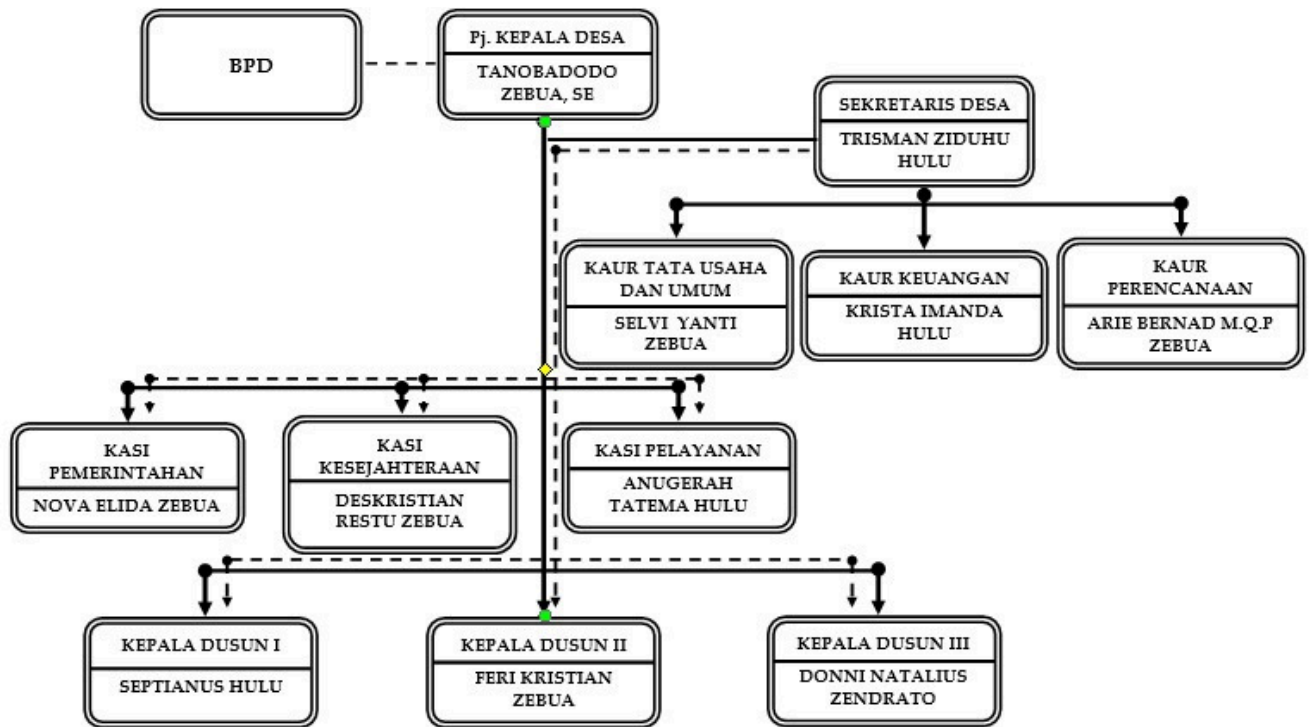 BPD
Pj. KEPALA DESA
TANOBADODO
ZEBUA, SE
SEKRETARIS DESA
TRISMAN ZIDUHU
HULU
KAUR TATA USAHA
DAN UMUM
SELVI YANTI
ZEBUA
KAUR KEUANGAN
KRISTA IMANDA
HULU
KAUR
PERENCANAAN
ARIE BERNAD M.Q.P
ZEBUA
KASI
PEMERINTAHAN
NOVA ELIDA ZEBUA
KASI
KESEJAHTERAAN
DESKRISTIAN
RESTU ZEBUA
KASI PELAYANAN
ANUGERAH
TATEMA HULU
KEPALA DUSUN I
SEPTIANUS HULU
KEPALA DUSUN II
FERI KRISTIAN
ZEBUA
KEPALA DUSUN III
DONNI NATALIUS
ZENDRATO